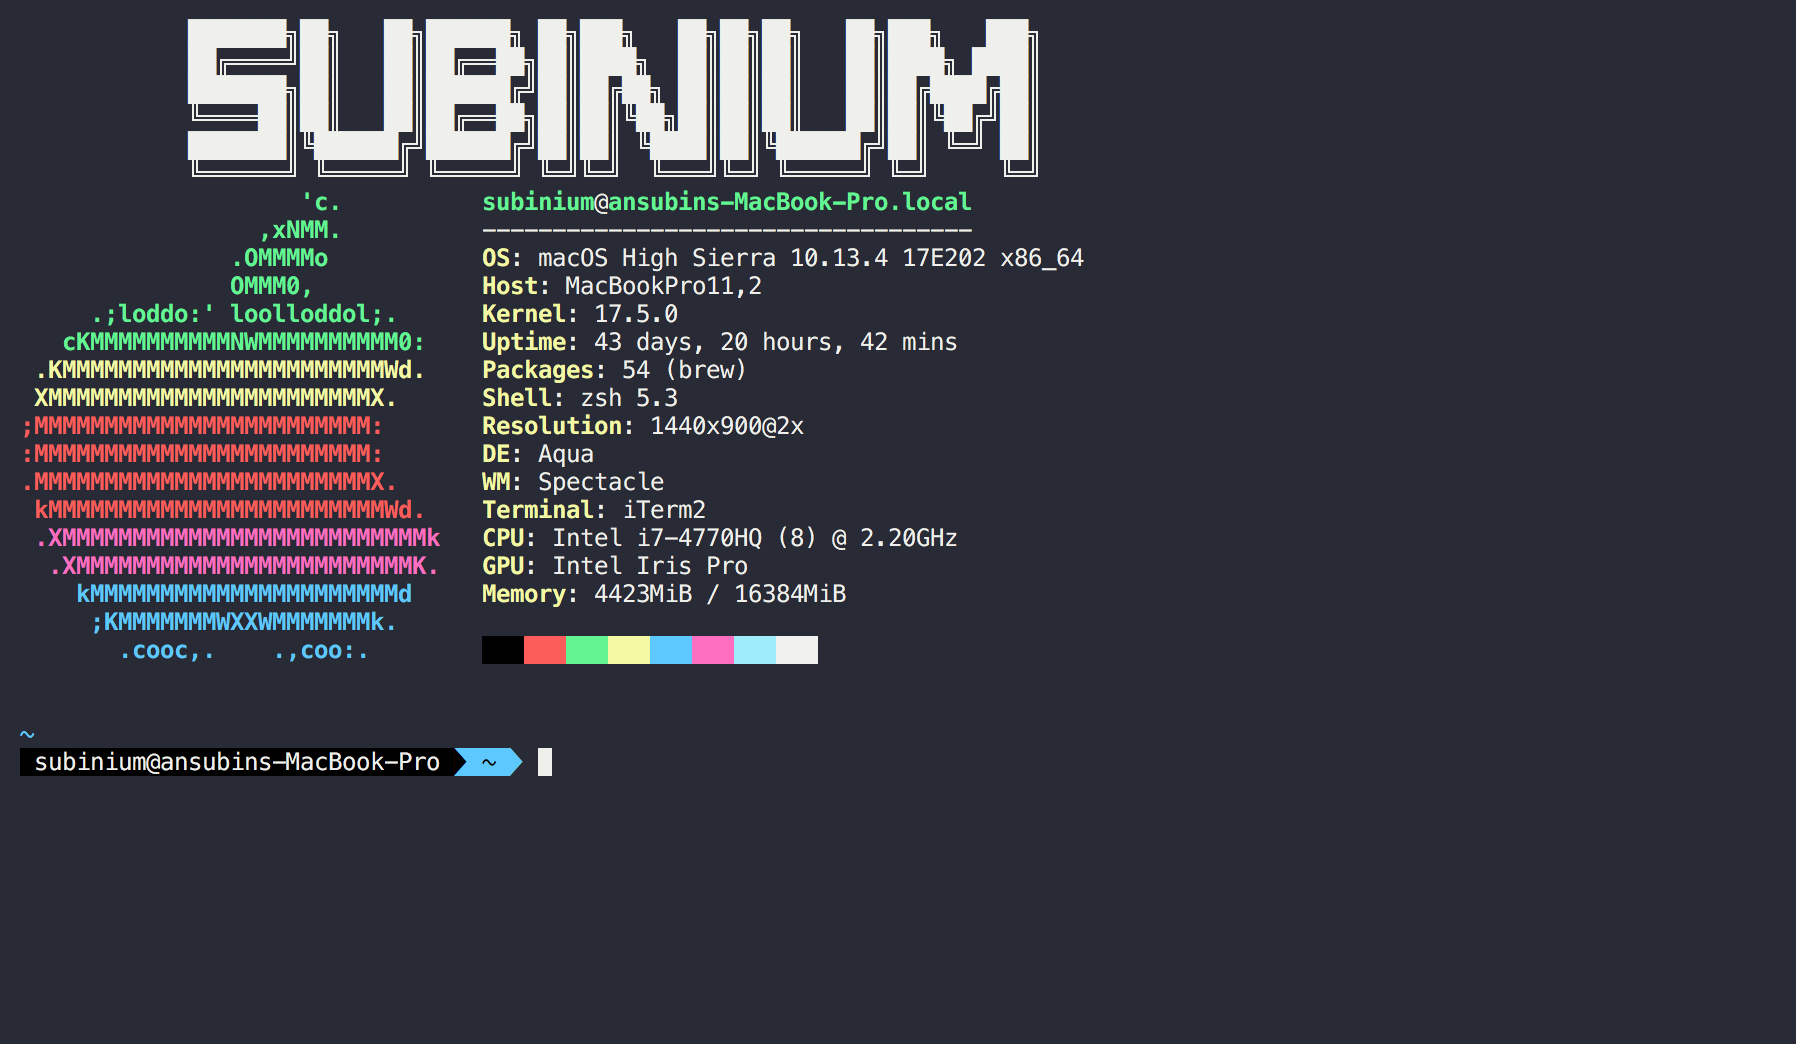 SUBINIUM
'c.
,xNMM.
.OMMMMo
OMMM0,
.;loddo:' loolloddol;.
cKMMMMMMMMMMNWMMMMMMMMMM0:
.KMMMMMMMMMMMMMMMMMMMMMMMWd.
XMMMMMMMMMMMMMMMMMMMMMMMX.
;MMMMMMMMMMMMMMMMMMMMMMMM:
:MMMMMMMMMMMMMMMMMMMMMMMM:
.MMMMMMMMMMMMMMMMMMMMMMMMX.
kMMMMMMMMMMMMMMMMMMMMMMMMWd.
.XMMMMMMMMMMMMMMMMMMMMMMMMMMk
.XMMMMMMMMMMMMMMMMMMMMMMMMK.
kMMMMMMMMMMMMMMMMMMMMMMd
;KMMMMMMMWXXWMMMMMMMk.
.cooc,.    .,coo:.
subinium@ansubins-MacBook-Pro.local
-----------------------------------
OS: macOS High Sierra 10.13.4 17E202 x86_64
Host: MacBookPro11,2
Kernel: 17.5.0
Uptime: 43 days, 20 hours, 42 mins
Packages: 54 (brew)
Shell: zsh 5.3
Resolution: 1440x900@2x
DE: Aqua
WM: Spectacle
Terminal: iTerm2
CPU: Intel i7-4770HQ (8) @ 2.20GHz
GPU: Intel Iris Pro
Memory: 4423MiB / 16384MiB
~
subinium@ansubins-MacBook-Pro ~